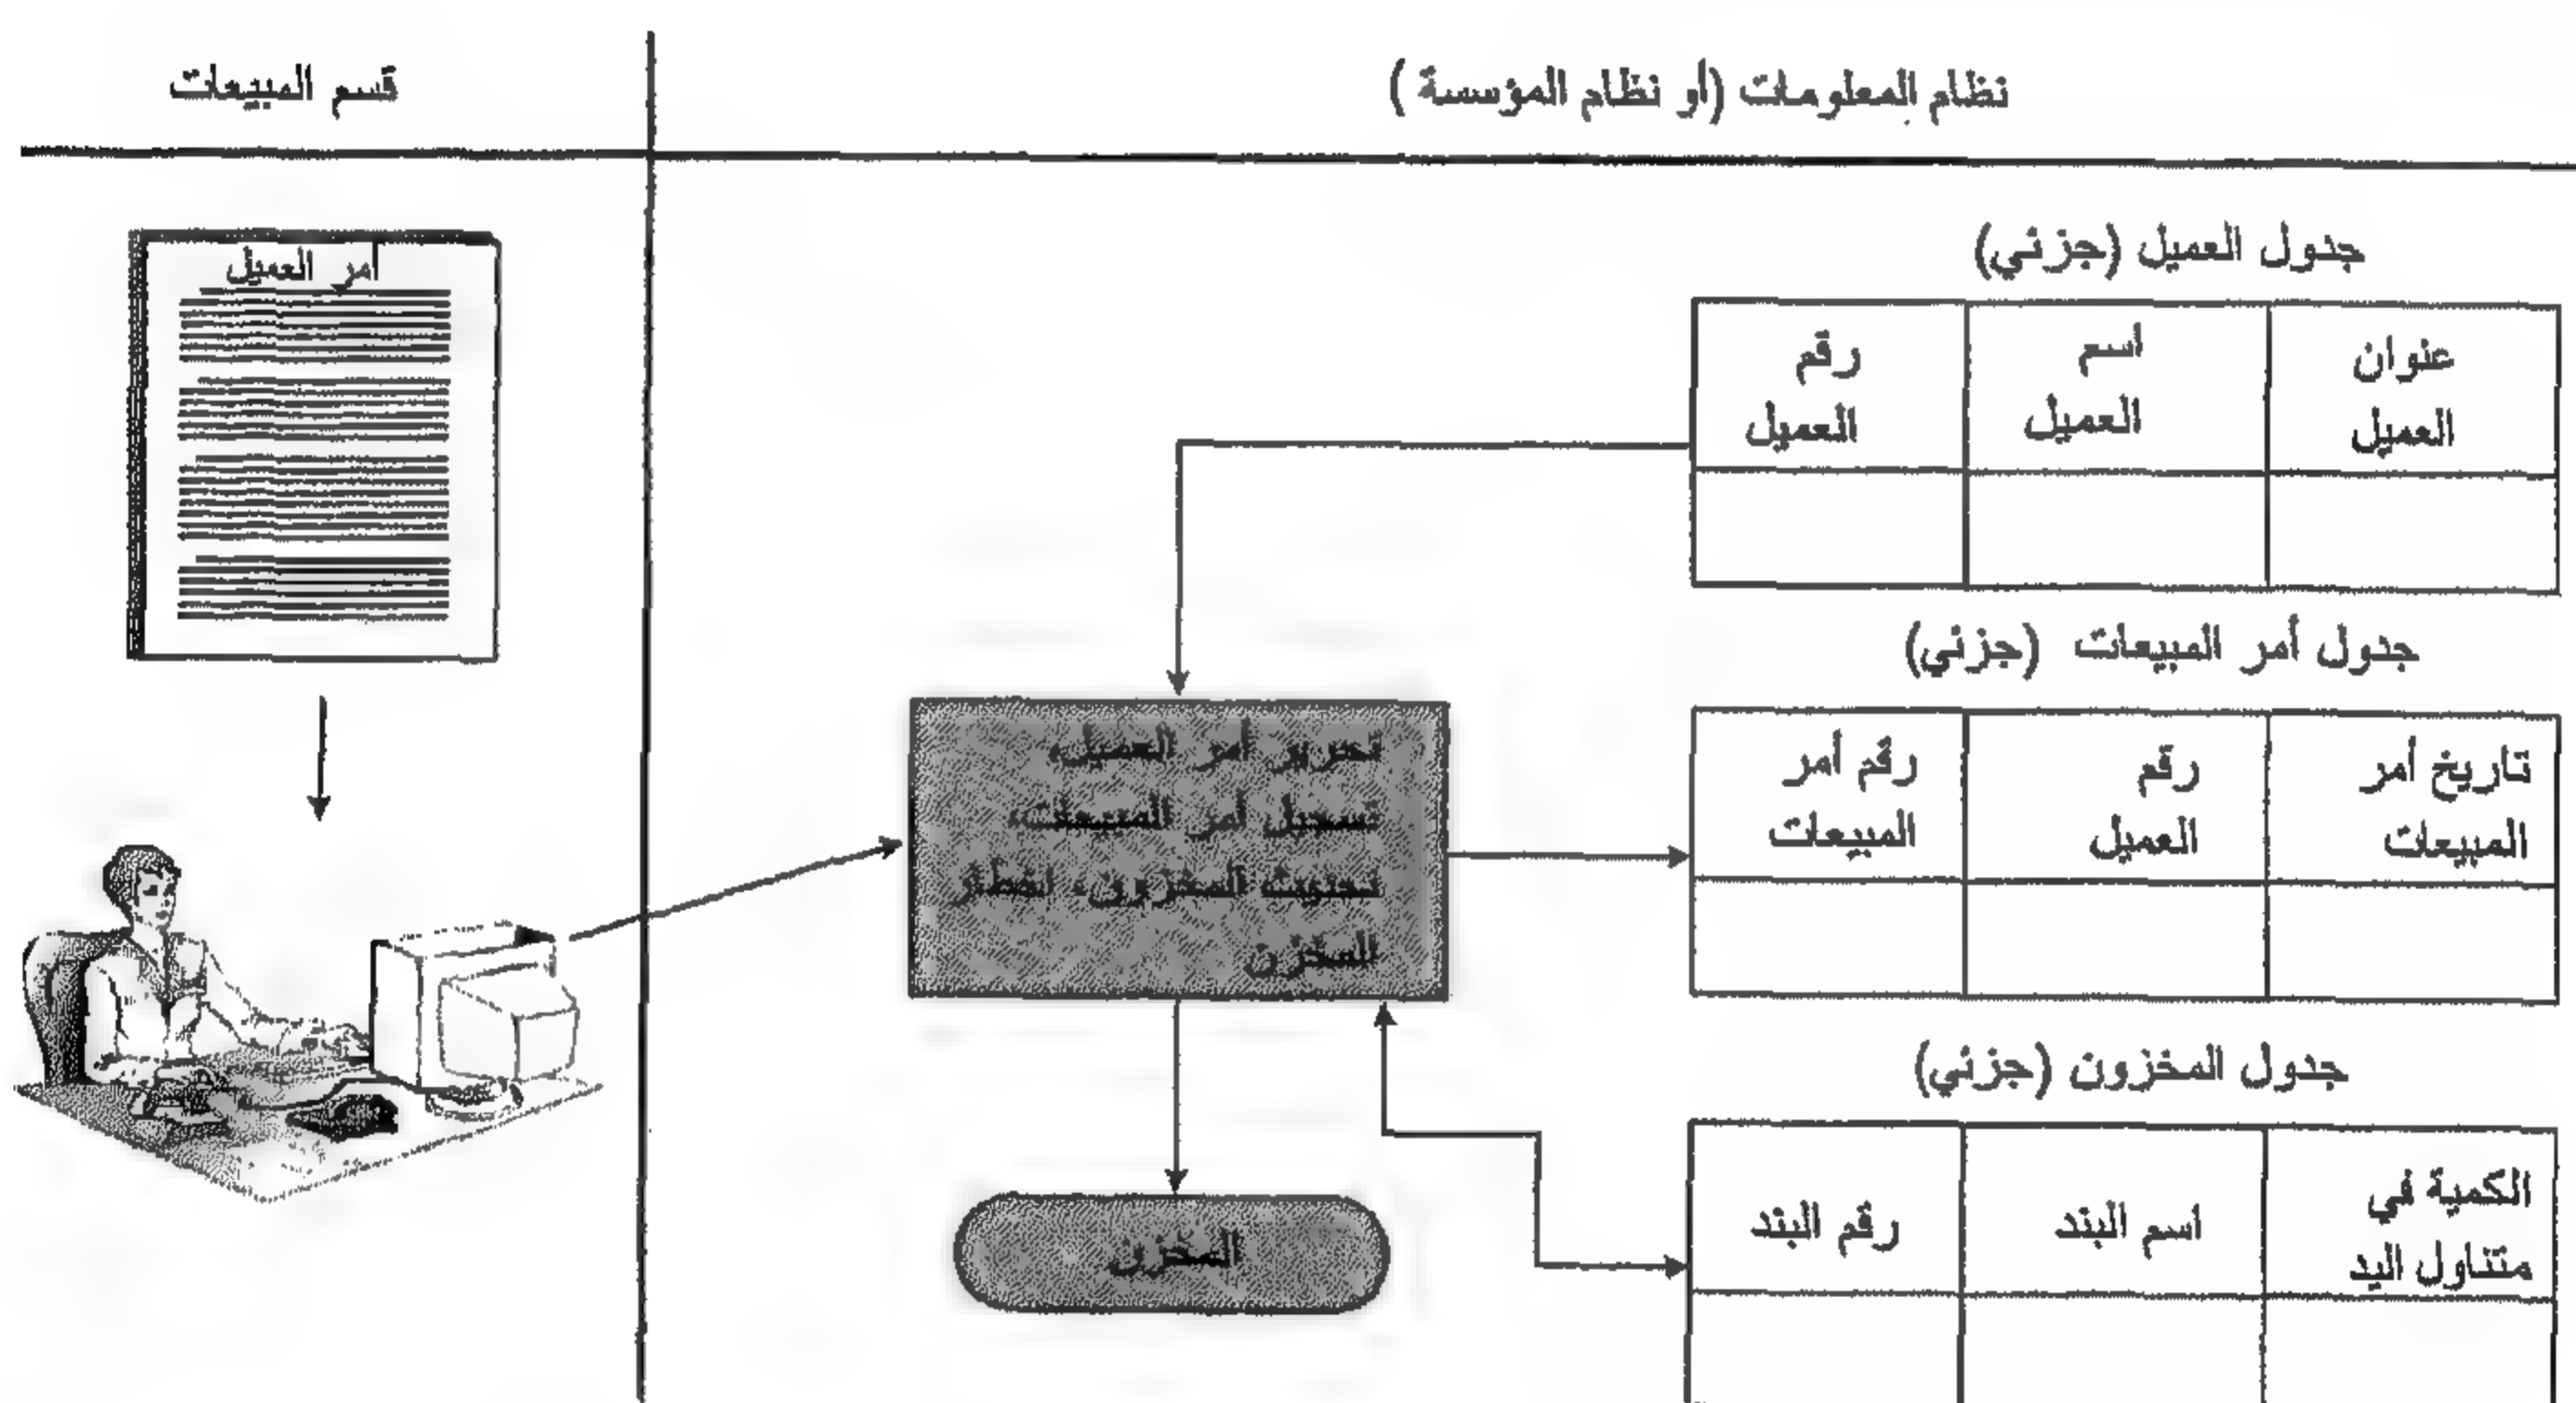 نظام المعلومات (أو نظام المؤسسة )
قسم المبيعات
أمر العميل
جدول العميل (جزئي)
عنوان
العميل
اسم
العميل
رقم
العميل
تحرير أمر العميل،
تسجيل أمر المبيعات،
تحديث المخزون، إخطار
المخزن
المخزن
جدول أمر المبيعات (جزئي)
تاريخ أمر
المبيعات
رقم
العميل
رقم أمر
المبيعات
جدول المخزون (جزئي)
الكمية في
متناول اليد
اسم البند
رقم البند